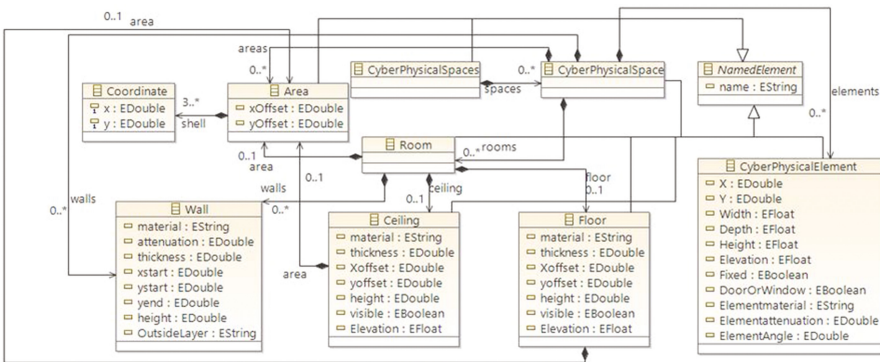 0..1
area
areas
0..*
CyberPhysicalSpaces
0..*
spaces
CyberPhysicalSpace
NamedElement
name : EString
elements
0..*
Coordinate
x : EDouble
y : EDouble
3..*
shell
Area
xOffset : EDouble
yOffset : EDouble
Room
0..*
rooms
0..1
area
0..1
walls
0..*
ceiling
0..1
floor
0..1
walls
0..*
area
Wall
material : EString
attenuation : EDouble
thickness : EDouble
xstart : EDouble
ystart : EDouble
yend : EDouble
height : EDouble
OutsideLayer : EString
Ceiling
material : EString
thickness : EDouble
Xoffset : EDouble
yoffset : EDouble
height : EDouble
visible : EBoolean
Elevation : EFloat
Floor
material : EString
thickness : EDouble
Xoffset : EDouble
yoffset : EDouble
height : EDouble
visible : EBoolean
Elevation : EFloat
CyberPhysicalElement
X : EDouble
Y : EDouble
Width : EFloat
Depth : EFloat
Height : EFloat
Elevation : EFloat
Fixed : EBoolean
DoorOrWindow : EBoolean
Elementmaterial : EString
Elementattenuation : EDouble
ElementAngle : EDouble